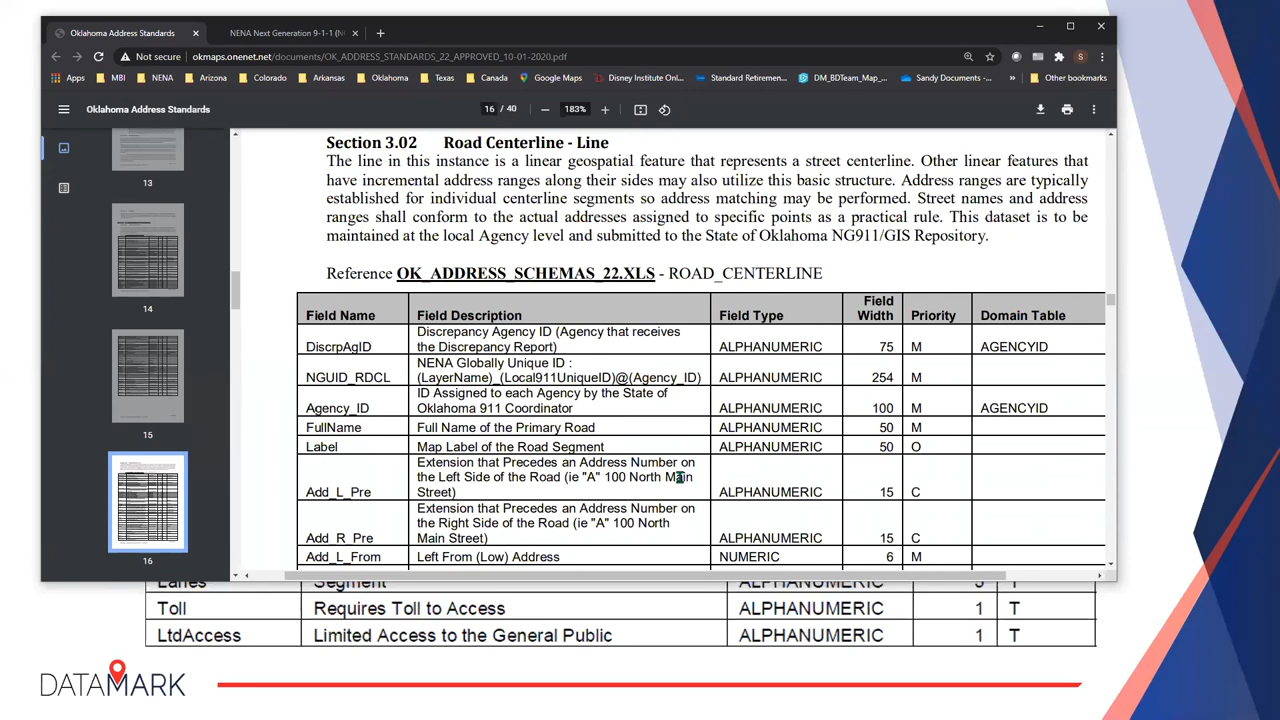 Oklahoma Address Standards
NENA Next Generation 9-1-1 (N
Not secure okmaps.onenet.net/documents/OK_ADDRESS_STANDARDS_22_APPROVED_10-01-2020.pdf
S
Apps MBI NENA Arizona Colorado Arkansas Oklahoma Texas Canada Google Maps Disney Institute Onl... Standard Retiremen... DM_BDTeam_Map_... Sandy Documents -... » Other bookmarks
Oklahoma Address Standards 16 / 40 183%
13
14
15
16
Section 3.02 Road Centerline - Line
The line in this instance is a linear geospatial feature that represents a street centerline. Other linear features that
have incremental address ranges along their sides may also utilize this basic structure. Address ranges are typically
established for individual centerline segments so address matching may be performed. Street names and address
ranges shall conform to the actual addresses assigned to specific points as a practical rule. This dataset is to be
maintained at the local Agency level and submitted to the State of Oklahoma NG911/GIS Repository.
Reference OK_ADDRESS_SCHEMAS_22.XLS - ROAD_CENTERLINE
Field Name Field Description Field Type Field Width Priority Domain Table
DiscrpAgID Discrepancy Agency ID (Agency that receives
the Discrepancy Report) ALPHANUMERIC 75 M AGENCYID
NGUID_RDCL NENA Globally Unique ID :
(LayerName)_(Local911UniqueID)@(Agency_ID) ALPHANUMERIC 254 M
Agency_ID ID Assigned to each Agency by the State of
Oklahoma 911 Coordinator ALPHANUMERIC 100 M AGENCYID
FullName Full Name of the Primary Road ALPHANUMERIC 50 M
Label Map Label of the Road Segment ALPHANUMERIC 50 O
Add_L_Pre Extension that Precedes an Address Number on
the Left Side of the Road (ie "A" 100 North Main
Street) ALPHANUMERIC 15 C
Add_R_Pre Extension that Precedes an Address Number on
the Right Side of the Road (ie "A" 100 North
Main Street) ALPHANUMERIC 15 C
Add_L_From Left From (Low) Address NUMERIC 6 M
Lanes Segment ALPHANUMERIC T
Toll Requires Toll to Access ALPHANUMERIC 1 T
LtdAccess Limited Access to the General Public ALPHANUMERIC 1 T
DATAMARK